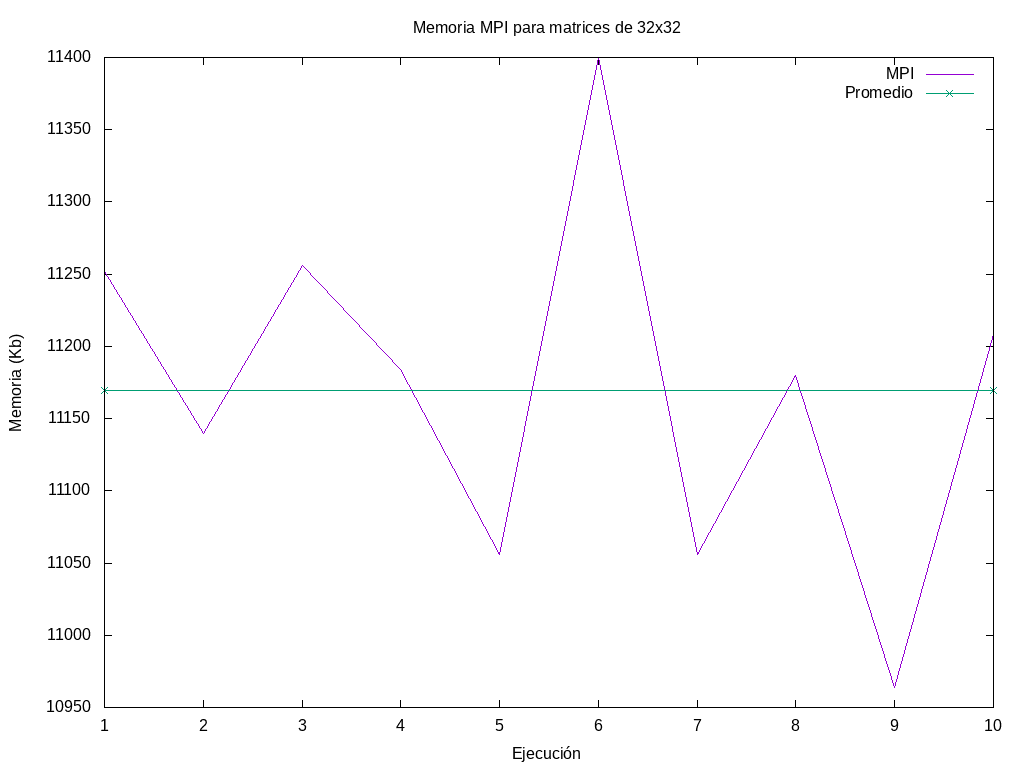 Memoria MPI para matrices de 32x32
MPI
Promedio
11400
11350
11300
11250
11200
11150
11100
11050
11000
10950
Memoria (Kb)
1 2 3 4 5 6 7 8 9 10
Ejecución